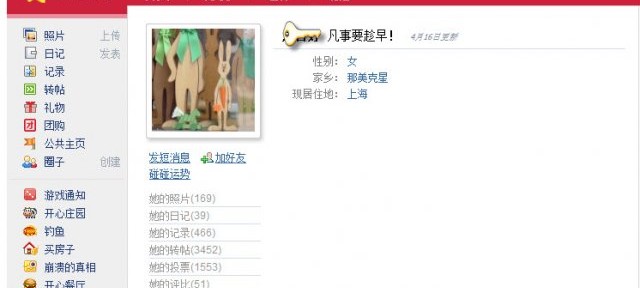 照片 上传
日记 发表
记录
转帖
礼物
团购
公共主页
圈子 创建
游戏通知
开心庄园
钓鱼
买房子
崩溃的真相
开心餐厅
发短消息 加好友
碰碰运势
她的照片(169)
她的日记(39)
她的记录(466)
她的转帖(3452)
她的投票(1553)
她的评比(51)
凡事要趁早! 4月16日更新
性别: 女
家乡: 那美克星
现居住地: 上海